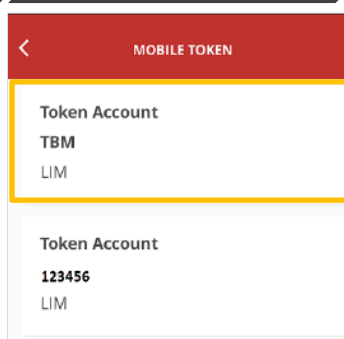 MOBILE TOKEN
Token Account
TBM
LIM
Token Account
123456
LIM